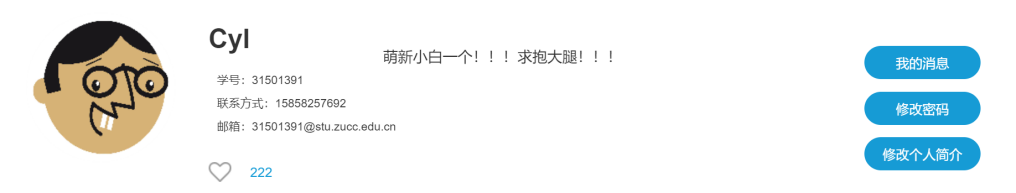 Cyl
萌新小白一个！！！求抱大腿！！！
学号：31501391
联系方式：15858257692
邮箱：31501391@stu.zucc.edu.cn
222
我的消息
修改密码
修改个人简介